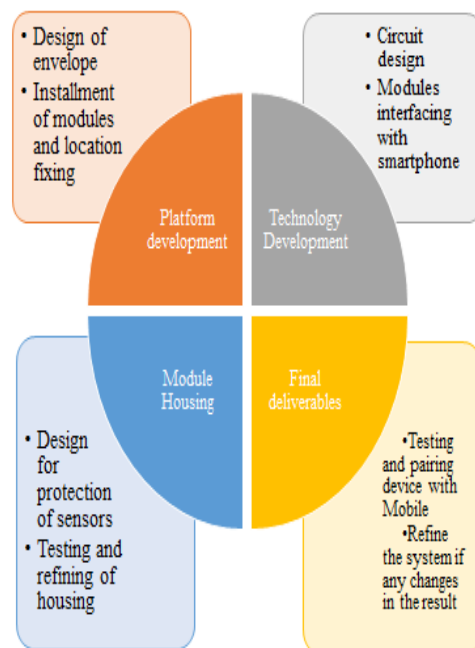 • Design of
envelope
• Installment
of modules
and location
fixing
• Circuit
design
• Modules
interfacing
with
smartphone
Platform
development
Technology
Development
Module
Housing
Final
deliverables
• Design
for
protection
of sensors
• Testing and
refining of
housing
•Testing
and pairing
device with
Mobile
•Refine
the system if
any changes
in the result